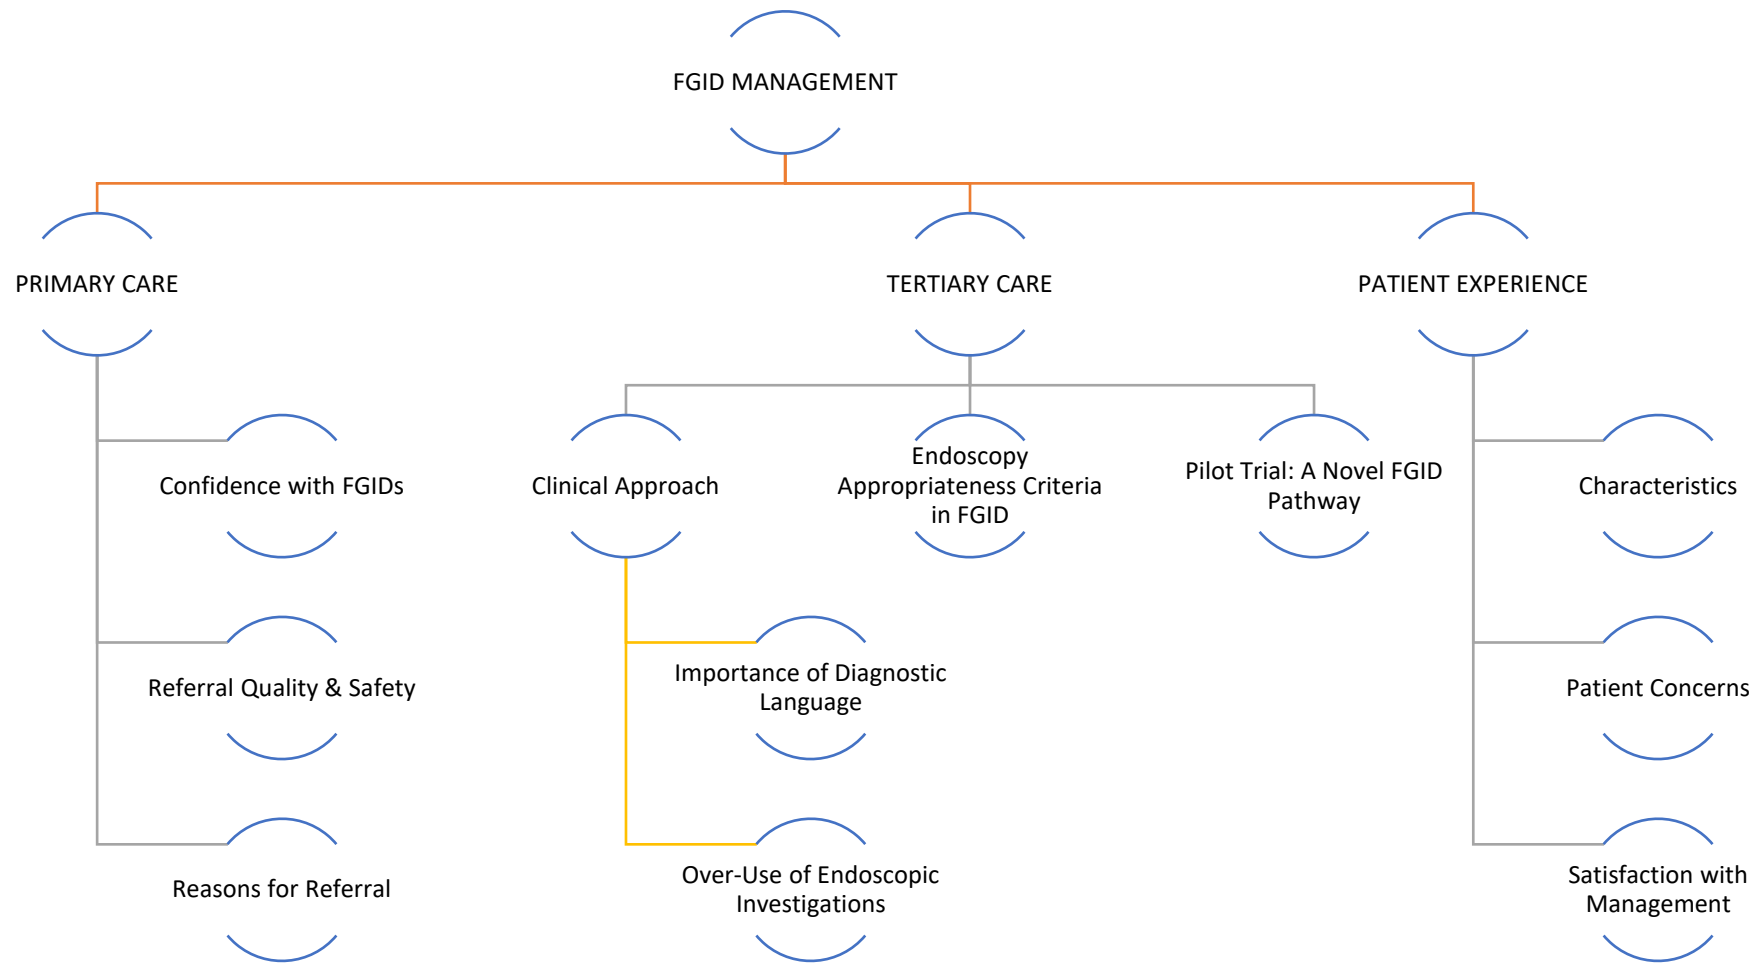 FGID MANAGEMENT
PRIMARY CARE
TERTIARY CARE
PATIENT EXPERIENCE
Confidence with FGIDs
Clinical Approach
Endoscopy
Appropriateness Criteria
in FGID
Pilot Trial: A Novel FGID
Pathway
Characteristics
Referral Quality & Safety
Importance of Diagnostic
Language
Patient Concerns
Reasons for Referral
Over-Use of Endoscopic
Investigations
Satisfaction with
Management